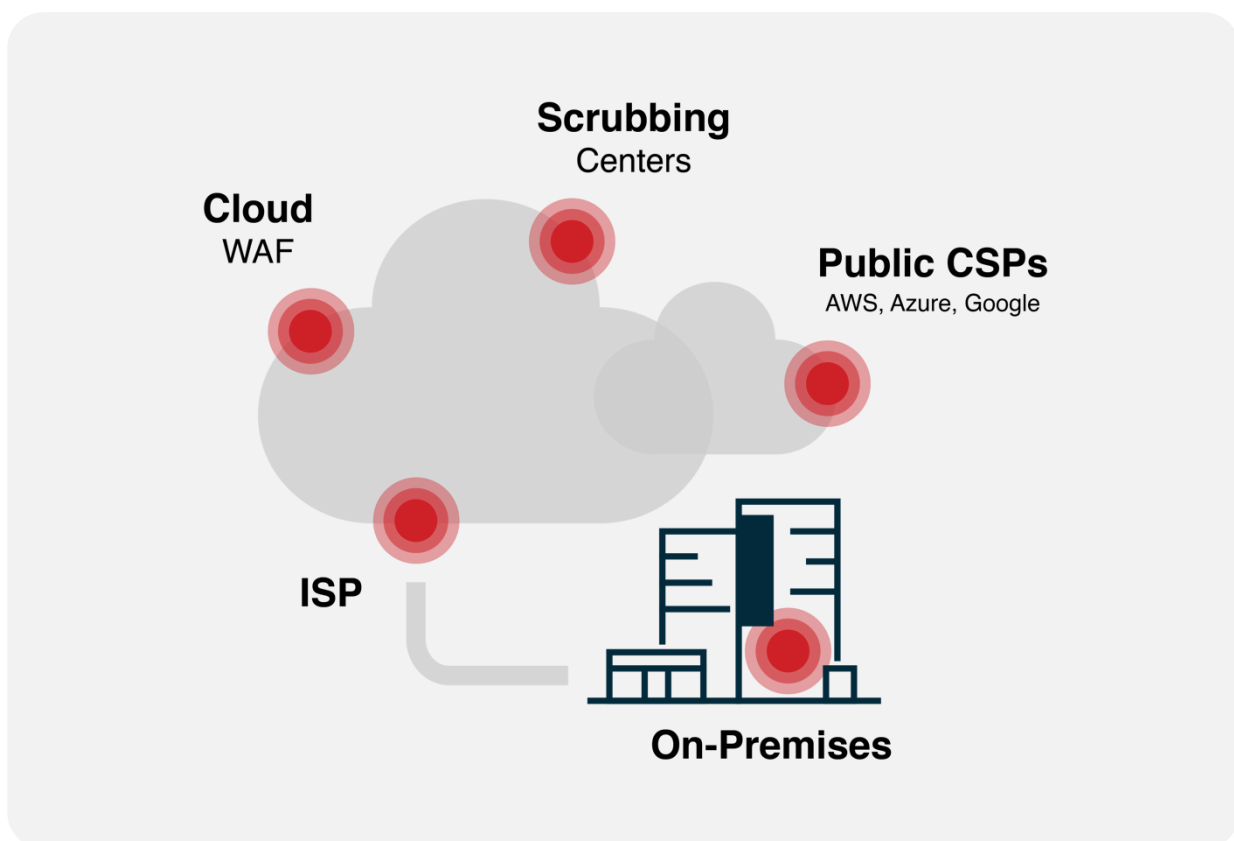 Scrubbing
Centers
Cloud
WAF
Public CSPs
AWS, Azure, Google
ISP
On-Premises